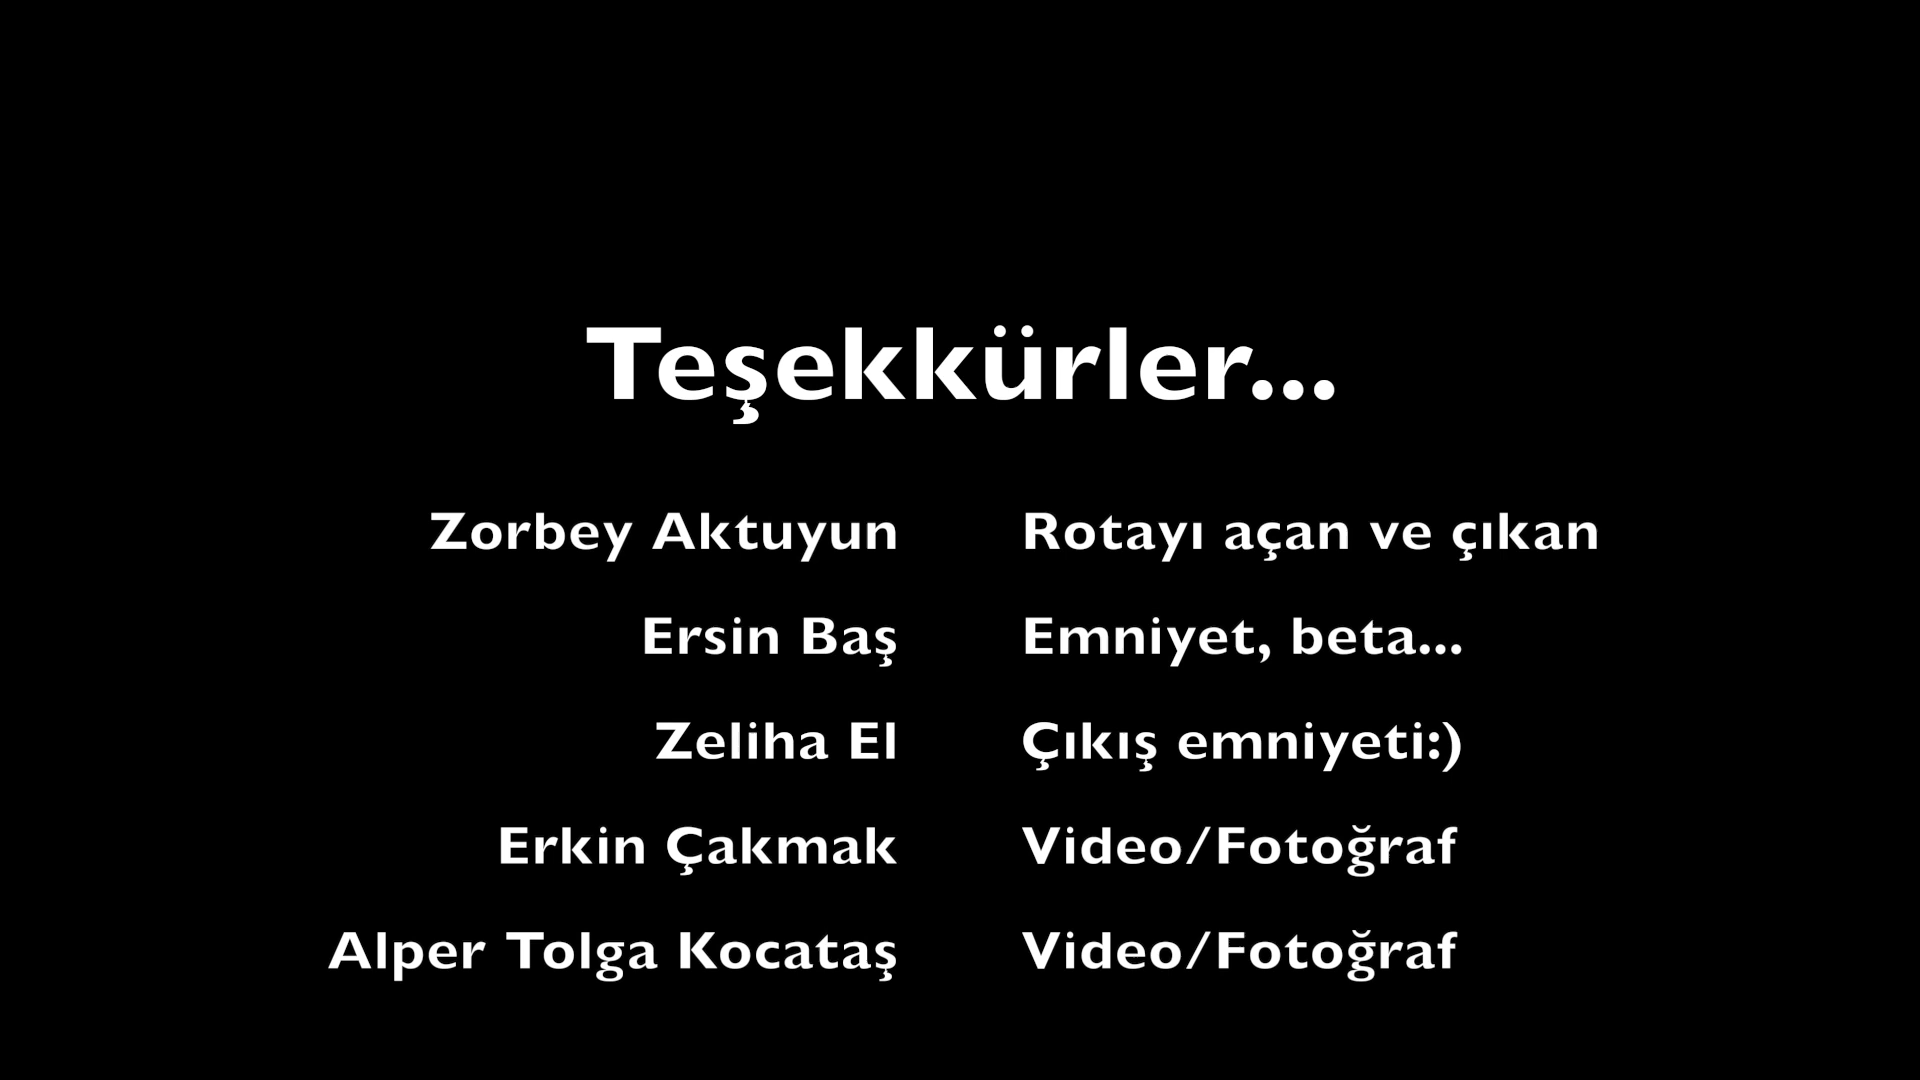 Teşekkürler...
Zorbey Aktuyun Rotayı açan ve çıkan
Ersin Baş Emniyet, beta...
Zeliha El Çıkış emniyeti:)
Erkin Çakmak Video/Fotoğraf
Alper Tolga Kocataş Video/Fotoğraf